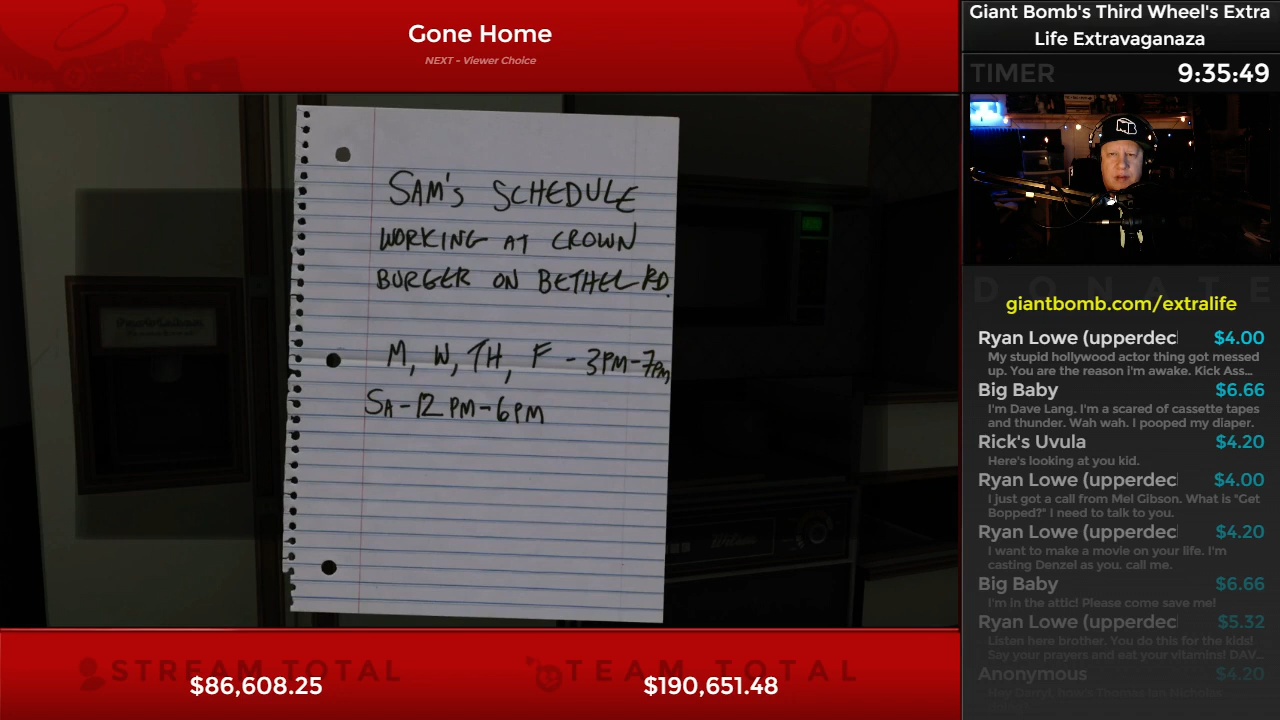 Gone Home
NEXT - Viewer Choice
Giant Bomb's Third Wheel's Extra
Life Extravaganaza
TIMER
9:35:49
SAM'S SCHEDULE
WORKING AT CROWN
BURGER ON BETHEL RD.
M, W, TH, F - 3PM-7PM
SA-12 PM-6PM
DONATE
giantbomb.com/extralife
Ryan Lowe (upperdec $4.00
My stupid hollywood actor thing got messed
up. You are the reason i'm awake. Kick Ass...
Big Baby $6.66
I'm Dave Lang. I'm a scared of cassette tapes
and thunder. Wah wah. I pooped my diaper.
Rick's Uvula $4.20
Here's looking at you kid.
Ryan Lowe (upperdec $4.00
I just got a call from Mel Gibson. What is "Get
Bopped?" I need to talk to you.
Ryan Lowe (upperdec $4.20
I want to make a movie on your life. I'm
casting Denzel as you. call me.
Big Baby $6.66
I'm in the attic! Please come save me!
Ryan Lowe (upperdec $5.32
Listen here brother. You do this for the kids!
Say your prayers and eat your vitamins! DAV...
Anonymous $4.20
STREAM TOTAL
$86,608.25
TEAM TOTAL
$190,651.48